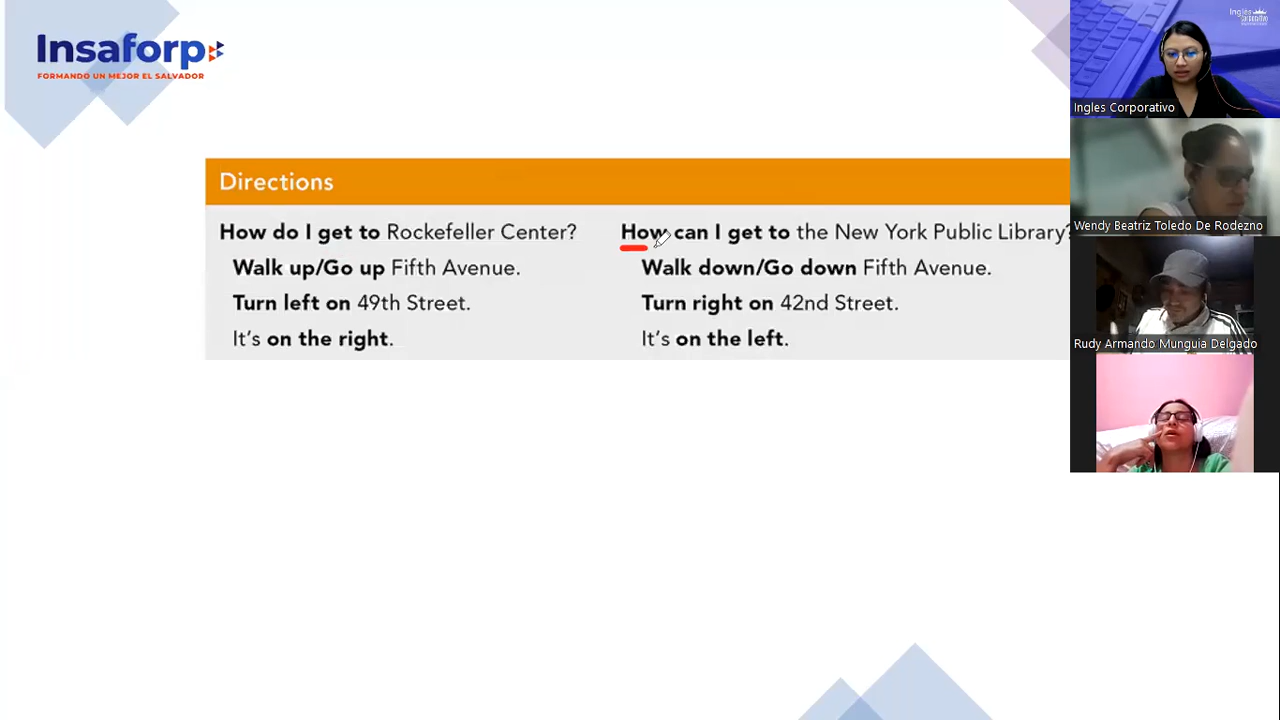 Insaforp
FORMANDO UN MEJOR EL SALVADOR
Directions
How do I get to Rockefeller Center?
Walk up/Go up Fifth Avenue.
Turn left on 49th Street.
It's on the right.
How can I get to the New York Public Library?
Walk down/Go down Fifth Avenue.
Turn right on 42nd Street.
It's on the left.
Ingles Corporativo
Wendy Beatriz Toledo De Rodezno
Rudy Armando Munguia Delgado